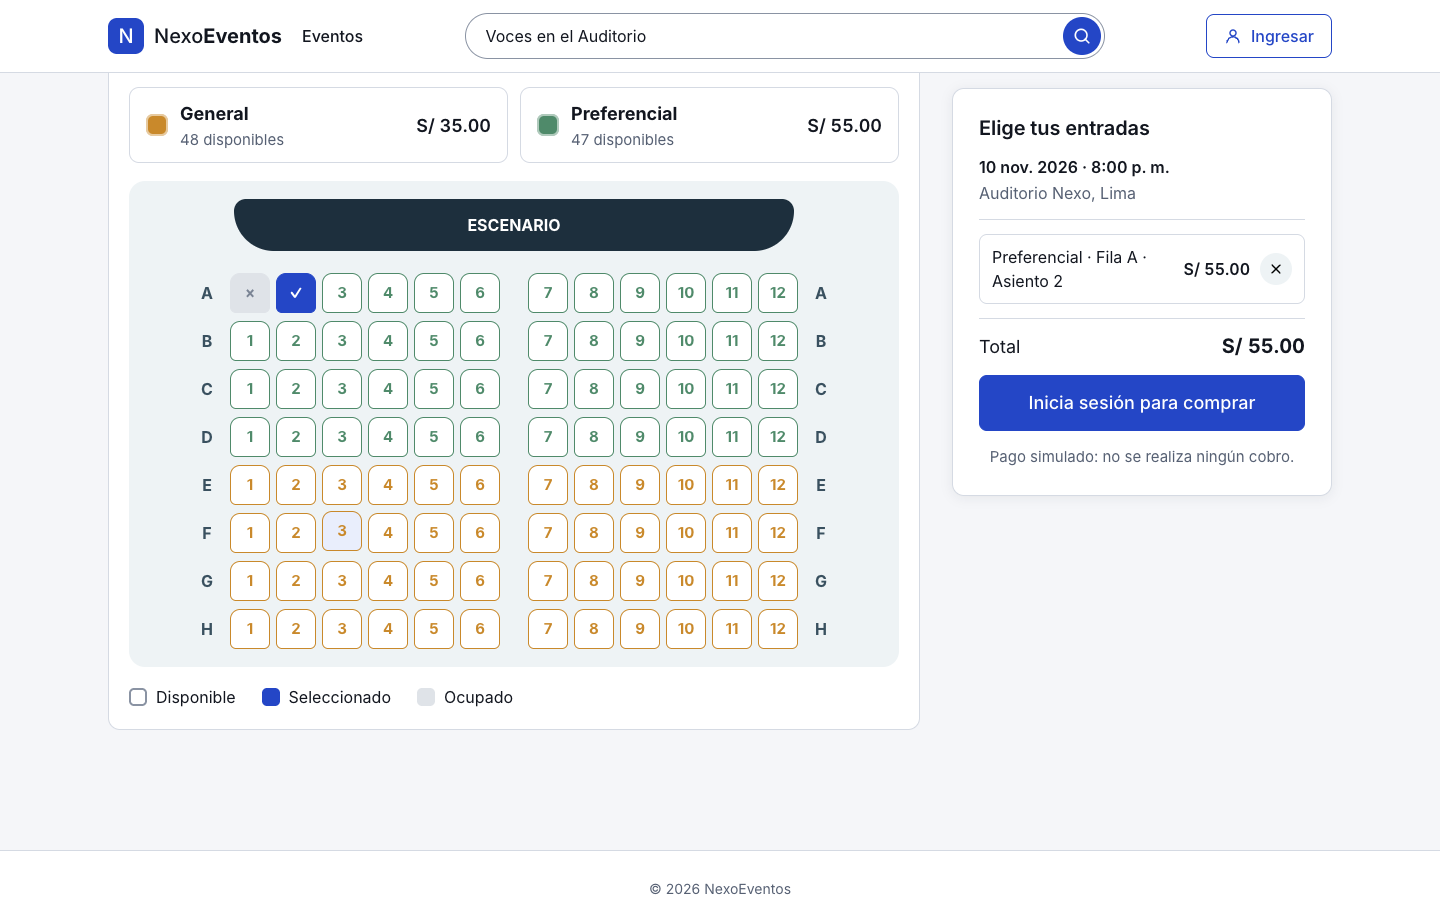 N NexoEventos Eventos Voces en el Auditorio Ingresar
General
48 disponibles
S/ 35.00
Preferencial
47 disponibles
S/ 55.00
ESCENARIO
A × 3 4 5 6 7 8 9 10 11 12 A
B 1 2 3 4 5 6 7 8 9 10 11 12 B
C 1 2 3 4 5 6 7 8 9 10 11 12 C
D 1 2 3 4 5 6 7 8 9 10 11 12 D
E 1 2 3 4 5 6 7 8 9 10 11 12 E
F 1 2 3 4 5 6 7 8 9 10 11 12 F
G 1 2 3 4 5 6 7 8 9 10 11 12 G
H 1 2 3 4 5 6 7 8 9 10 11 12 H
Disponible Seleccionado Ocupado
Elige tus entradas
10 nov. 2026 · 8:00 p. m.
Auditorio Nexo, Lima
Preferencial · Fila A ·
Asiento 2
S/ 55.00
Total S/ 55.00
Inicia sesión para comprar
Pago simulado: no se realiza ningún cobro.
© 2026 NexoEventos